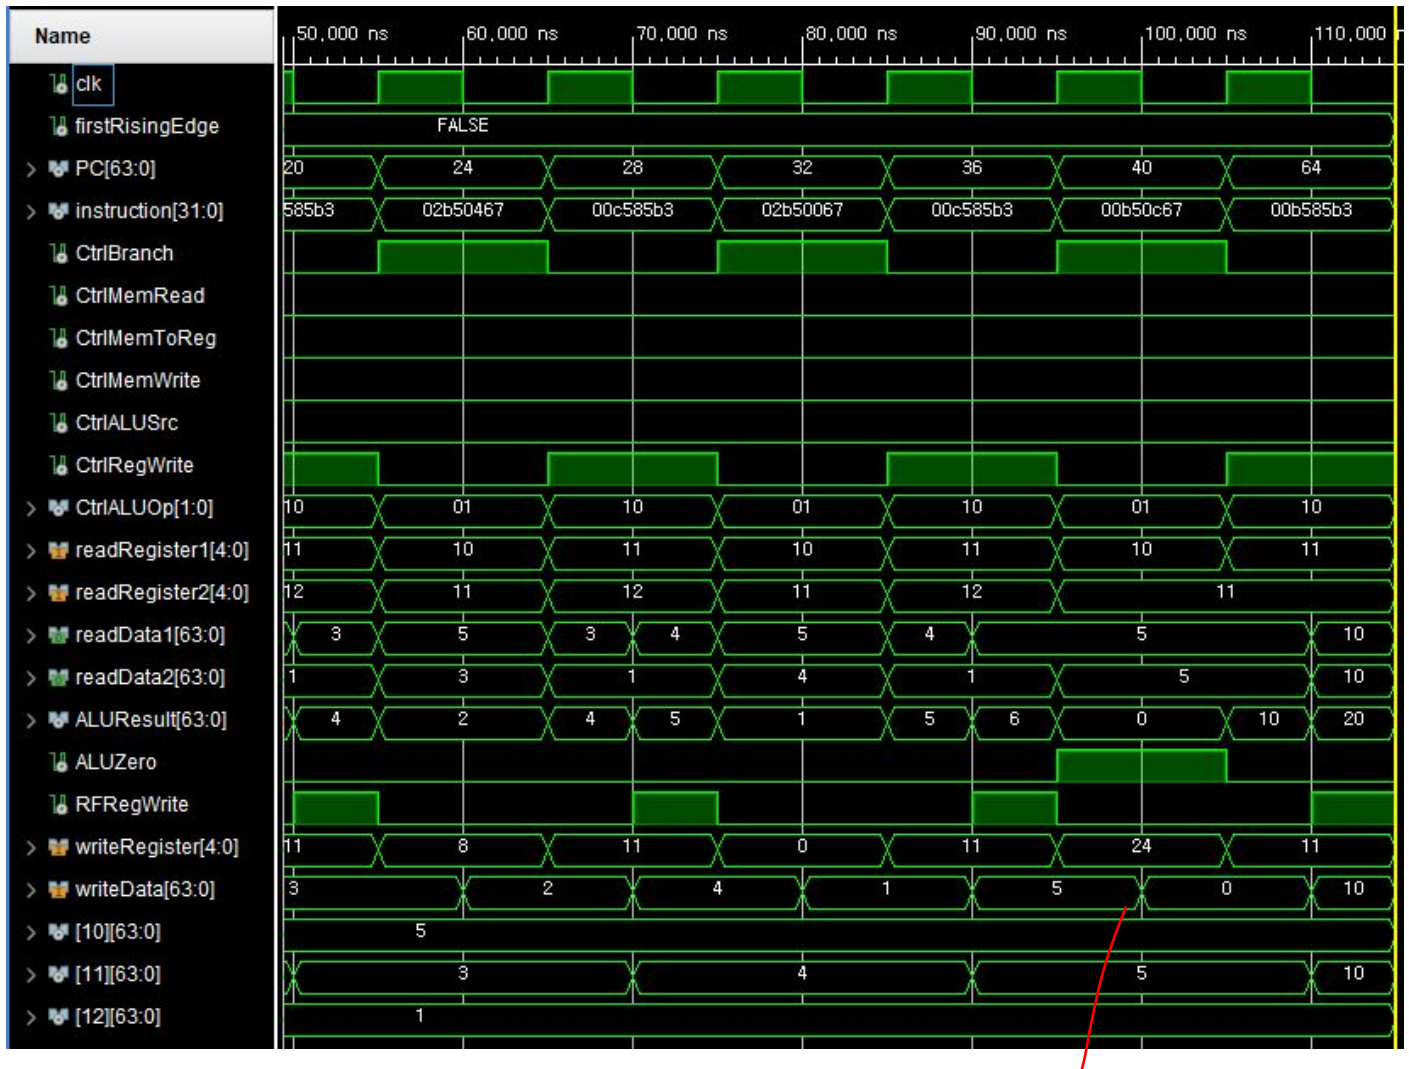 Name 50,000 ns 60,000 ns 70,000 ns 80,000 ns 90,000 ns 100,000 ns 110,000 n
clk
firstRisingEdge FALSE
PC[63:0] 20 24 28 32 36 40 64
instruction[31:0] 585b3 02b50467 00c585b3 02b50067 00c585b3 00b50c67 00b585b3
CtrlBranch
CtrlMemRead
CtrlMemToReg
CtrlMemWrite
CtrlALUSrc
CtrlRegWrite
CtrlALUOp[1:0] 10 01 10 01 10 01 10
readRegister1[4:0] 11 10 11 10 11 10 11
readRegister2[4:0] 12 11 12 11 12 11
readData1[63:0] 3 5 3 4 5 4 5 10
readData2[63:0] 1 3 1 4 1 5 10
ALUResult[63:0] 4 2 4 5 1 5 6 0 10 20
ALUZero
RFRegWrite
writeRegister[4:0] 11 8 11 0 11 24 11
writeData[63:0] 3 2 4 1 5 0 10
[10][63:0] 5
[11][63:0] 3 4 5 10
[12][63:0] 1